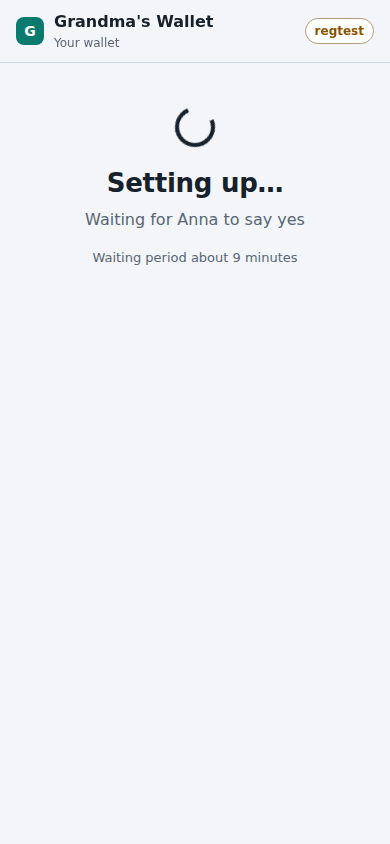 G
Grandma's Wallet
Your wallet
regtest
Setting up...
Waiting for Anna to say yes
Waiting period about 9 minutes